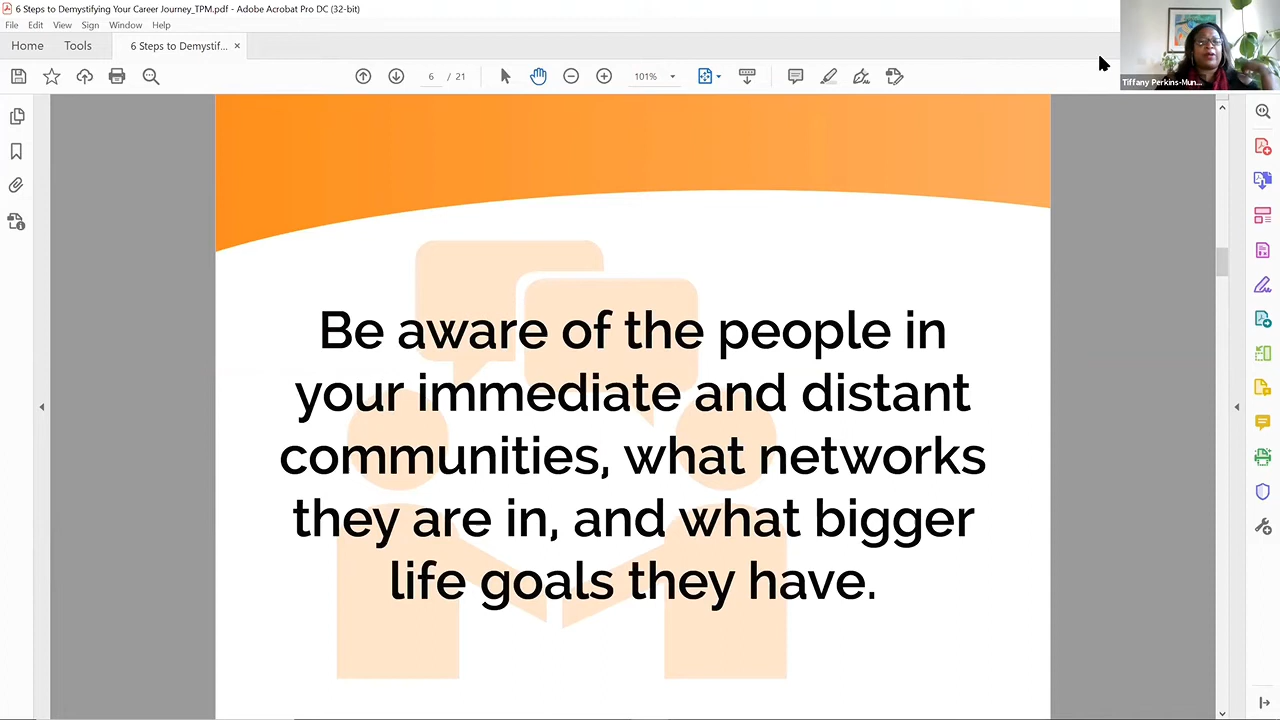 6 Steps to Demystifying Your Career Journey_TPM.pdf - Adobe Acrobat Pro DC (32-bit)
File Edit View Sign Window Help
Home Tools 6 Steps to Demystif... ×
6 / 21 101%
Tiffany Perkins-Mun...
Be aware of the people in
your immediate and distant
communities, what networks
they are in, and what bigger
life goals they have.